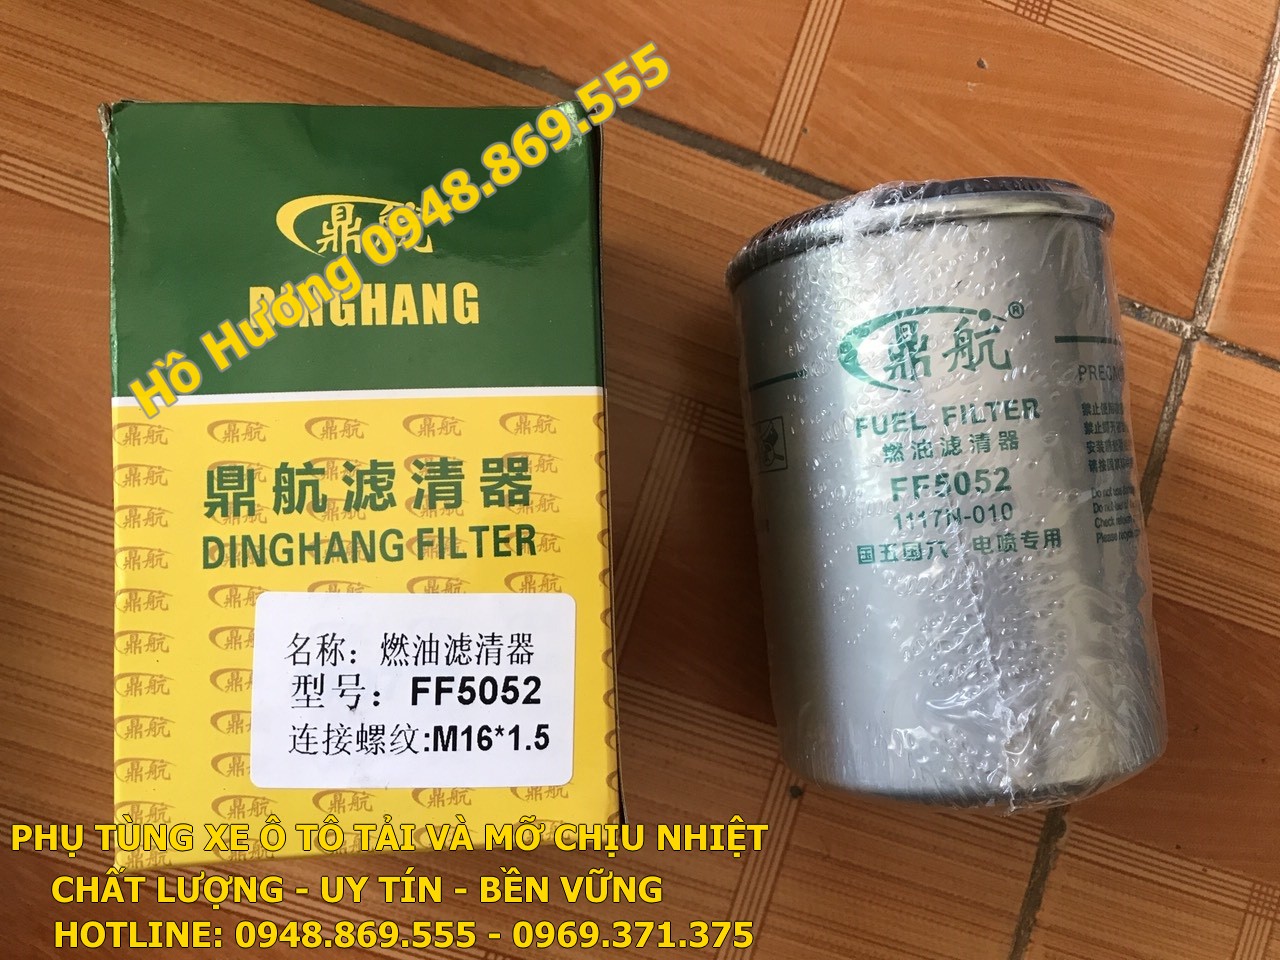 Hồ Hương 0948.869.555
鼎航
DINGHANG
鼎航滤清器
DINGHANG FILTER
名称：燃油滤清器
型号：FF5052
连接螺纹:M16*1.5
鼎航®
FUEL FILTER
燃油滤清器
FF5052
1117N-010
国五国六 电喷专用
PHỤ TÙNG XE Ô TÔ TẢI VÀ MỠ CHỊU NHIỆT
CHẤT LƯỢNG - UY TÍN - BỀN VỮNG
HOTLINE: 0948.869.555 - 0969.371.375